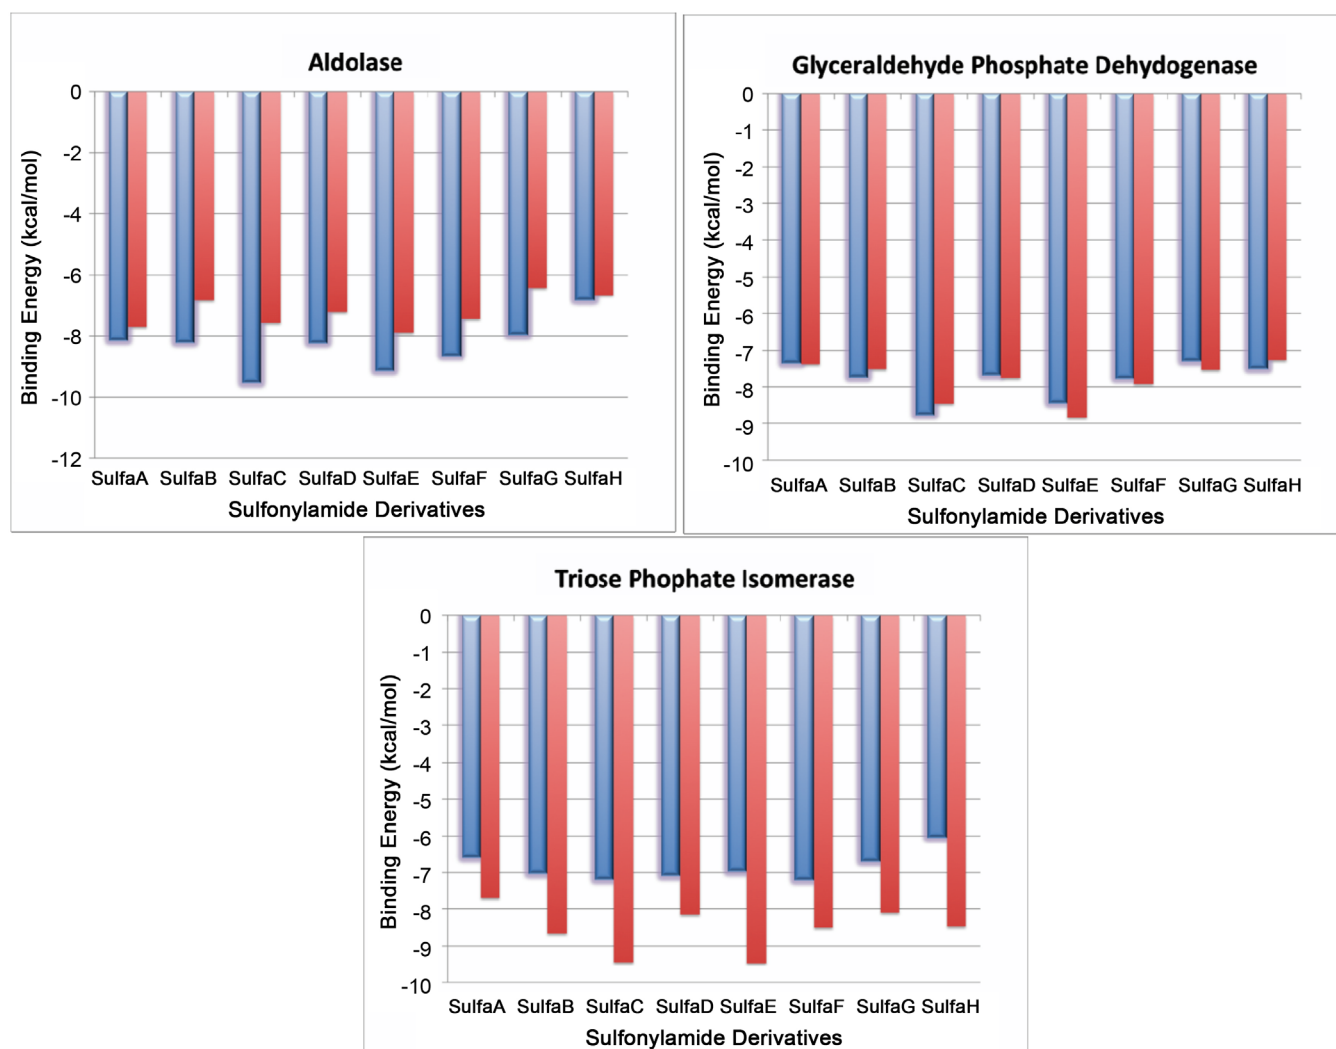 Aldolase
0
-2
-4
-6
-8
-10
-12
Binding Energy (kcal/mol)
SulfaA SulfaB SulfaC SulfaD SulfaE SulfaF SulfaG SulfaH
Sulfonylamide Derivatives
Glyceraldehyde Phosphate Dehydogenase
0
-1
-2
-3
-4
-5
-6
-7
-8
-9
-10
Binding Energy (kcal/mol)
SulfaA SulfaB SulfaC SulfaD SulfaE SulfaF SulfaG SulfaH
Sulfonylamide Derivatives
Triose Phophate Isomerase
0
-1
-2
-3
-4
-5
-6
-7
-8
-9
-10
Binding Energy (kcal/mol)
SulfaA SulfaB SulfaC SulfaD SulfaE SulfaF SulfaG SulfaH
Sulfonylamide Derivatives